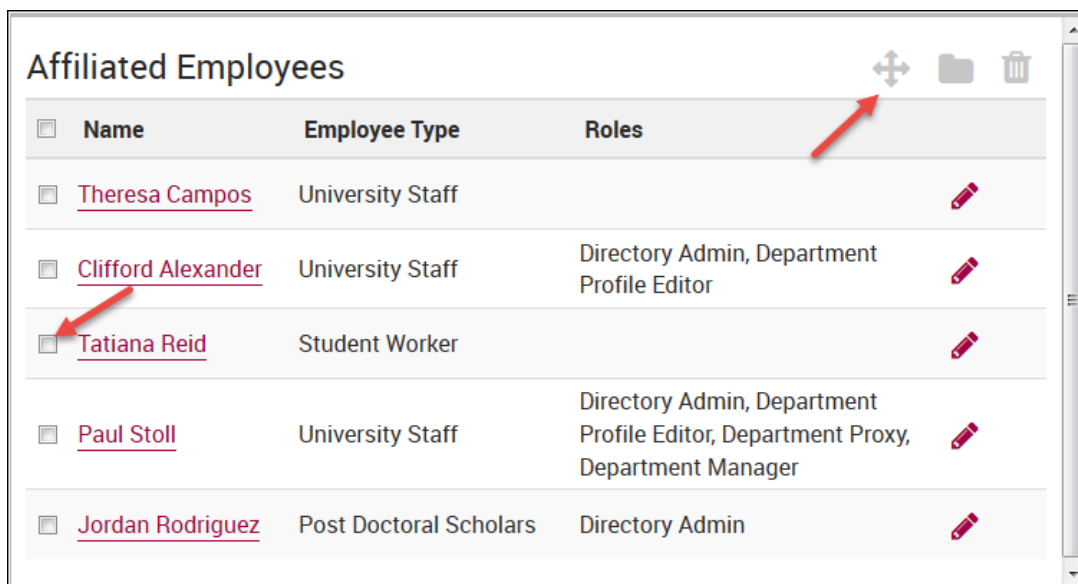 Affiliated Employees
Name Employee Type Roles
Theresa Campos University Staff
Clifford Alexander University Staff Directory Admin, Department
Profile Editor
Tatiana Reid Student Worker
Directory Admin, Department
Paul Stoll University Staff Profile Editor, Department Proxy,
Department Manager
Jordan Rodriguez Post Doctoral Scholars Directory Admin